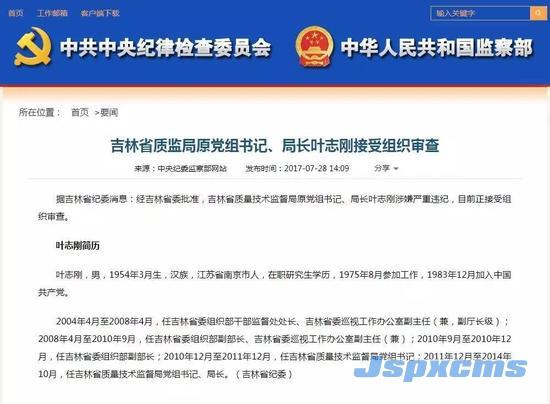 首页 工作邮箱 客户端下载 输入关键字
中共中央纪律检查委员会 中华人民共和国监察部
所在位置： 首页 >要闻
吉林省质监局原党组书记、局长叶志刚接受组织审查
来源：中央纪委监察部网站 发布时间：2017-07-28 14:09
据吉林省纪委消息：经吉林省委批准，吉林省质量技术监督局原党组书记、局长叶志刚涉嫌严重违纪，目前正接受组
织审查。
叶志刚简历
叶志刚，男，1954年3月生，汉族，江苏省南京市人，在职研究生学历，1975年8月参加工作，1983年12月加入中国
共产党。
2004年4月至2008年4月，任吉林省委组织部干部监督处处长、吉林省委巡视工作办公室副主任（兼，副厅长级）；
2008年4月至2010年9月，任吉林省委组织部副部长、吉林省委巡视工作办公室副主任（兼）；2010年9月至2010年12月，
任吉林省委组织部副部长；2010年12月至2011年12月，任吉林省质量技术监督局党组书记；2011年12月至2014年
10月，任吉林省质量技术监督局党组书记、局长。（吉林省纪委）
Jspxcms